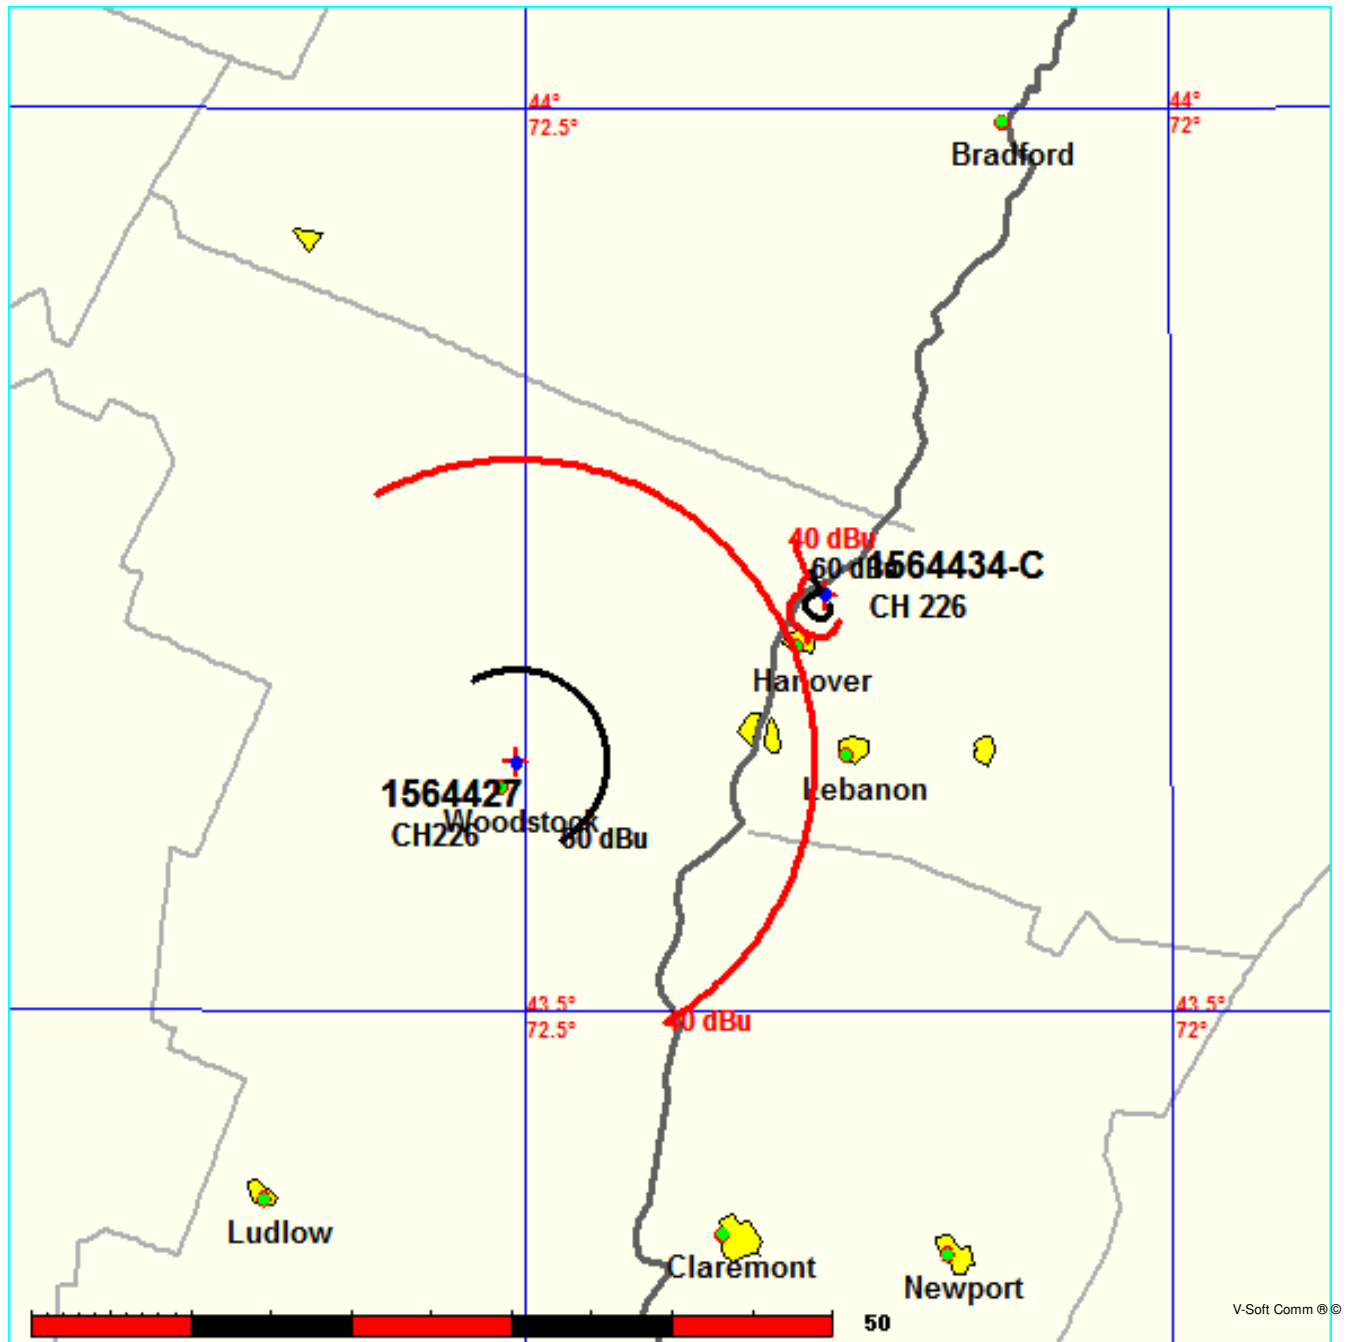 44°
72.5°
44°
72°
Bradford
40 dBu
60 dBu
1564434-C
CH 226
Hanover
Lebanon
1564427
Woodstock
CH226
60 dBu
43.5°
72.5°
40 dBu
43.5°
72°
Ludlow
Claremont
Newport
V-Soft Comm ® ©
50